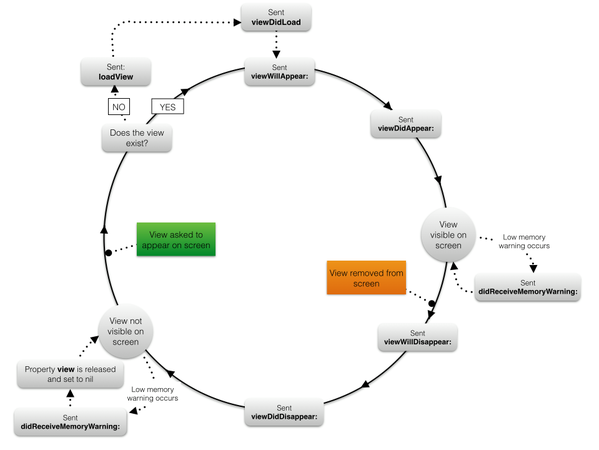 Sent
viewDidLoad
Sent:
loadView
Sent
viewWillAppear:
NO
YES
Does the view
exist?
Sent
viewDidAppear:
View
visible on
screen
Low memory
warning occurs
View asked to
appear on screen
View removed from
screen
Sent
didReceiveMemoryWarning:
View not
visible on
screen
Sent
viewWillDisappear:
Property view is released
and set to nil
Low memory
warning occurs
Sent
didReceiveMemoryWarning:
Sent
viewDidDisappear: